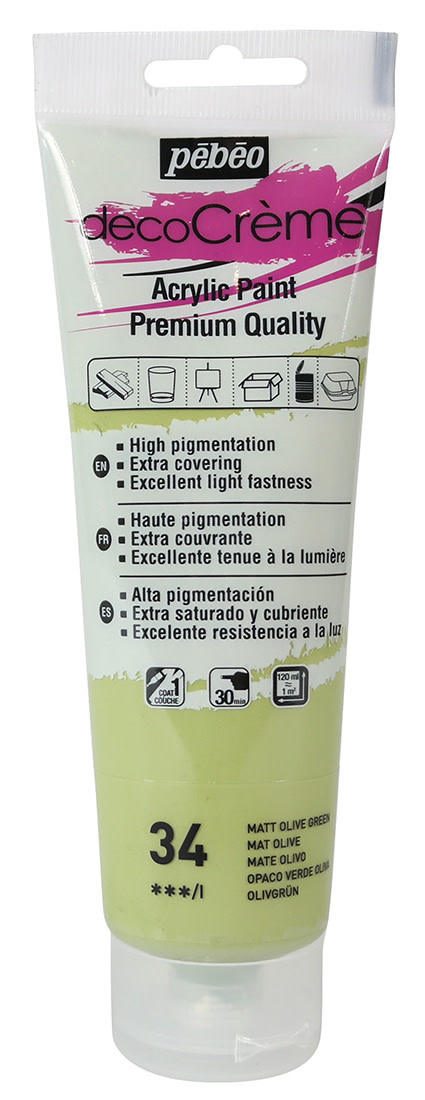 pébéo
decoCrème
Acrylic Paint
Premium Quality
EN
High pigmentation
Extra covering
Excellent light fastness
FR
Haute pigmentation
Extra couvrante
Excellente tenue à la lumière
ES
Alta pigmentación
Extra saturado y cubriente
Excelente resistencia a la luz
1
COAT
COUCHE
30min
120 ml
≈
1 m²
34
***/I
MATT OLIVE GREEN
MAT OLIVE
MATE OLIVO
OPACO VERDE OLIVA
OLIVGRÜN